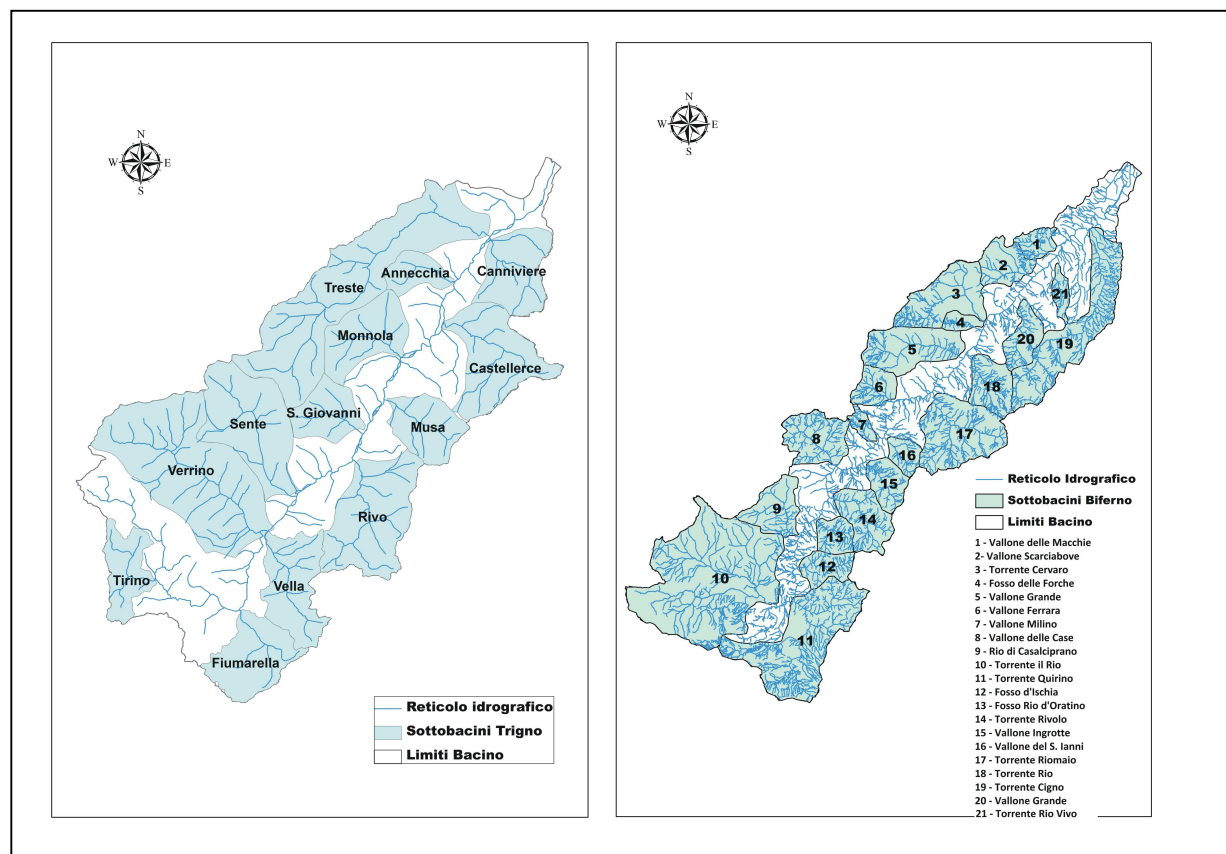 N
W E
S
Annecchia
Canniviere
Treste
Monnola
Castellerce
S. Giovanni
Sente
Musa
Verrino
Rivo
Tirino
Vella
Fiumarella
Reticolo idrografico
Sottobacini Trigno
Limiti Bacino
N
W E
S
1
2
3
21
4
20
19
5
6
18
7
17
8
16
15
9
14
13
12
10
11
Reticolo Idrografico
Sottobacini Biferno
Limiti Bacino
1 - Vallone delle Macchie
2- Vallone Scarciabove
3 - Torrente Cervaro
4 - Fosso delle Forche
5 - Vallone Grande
6 - Vallone Ferrara
7 - Vallone Milino
8 - Vallone delle Case
9 - Rio di Casalciprano
10 - Torrente il Rio
11 - Torrente Quirino
12 - Fosso d'Ischia
13 - Fosso Rio d'Oratino
14 - Torrente Rivolo
15 - Vallone Ingrotte
16 - Vallone del S. Ianni
17 - Torrente Riomaio
18 - Torrente Rio
19 - Torrente Cigno
20 - Vallone Grande
21 - Torrente Rio Vivo